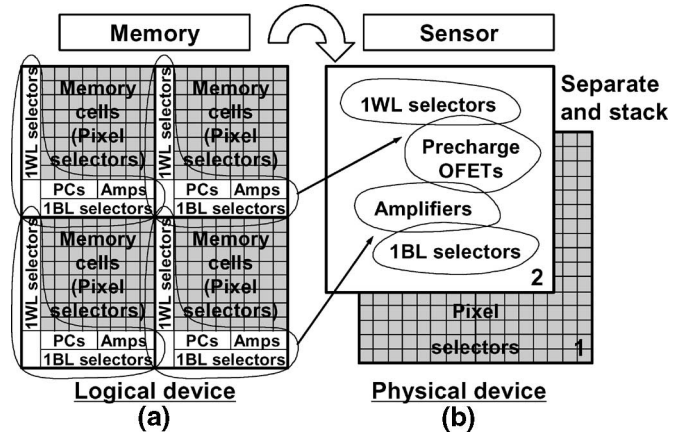 Memory
Sensor
1WL selectors
Memory
cells
(Pixel
selectors)
PCs
Amps
1BL selectors
1WL selectors
Memory
cells
(Pixel
selectors)
PCs
Amps
1BL selectors
1WL selectors
Memory
cells
(Pixel
selectors)
PCs
Amps
1BL selectors
1WL selectors
Memory
cells
(Pixel
selectors)
PCs
Amps
1BL selectors
Logical device
(a)
1WL selectors
Precharge
OFETs
Amplifiers
1BL selectors
2
Separate
and stack
Pixel
selectors
1
Physical device
(b)